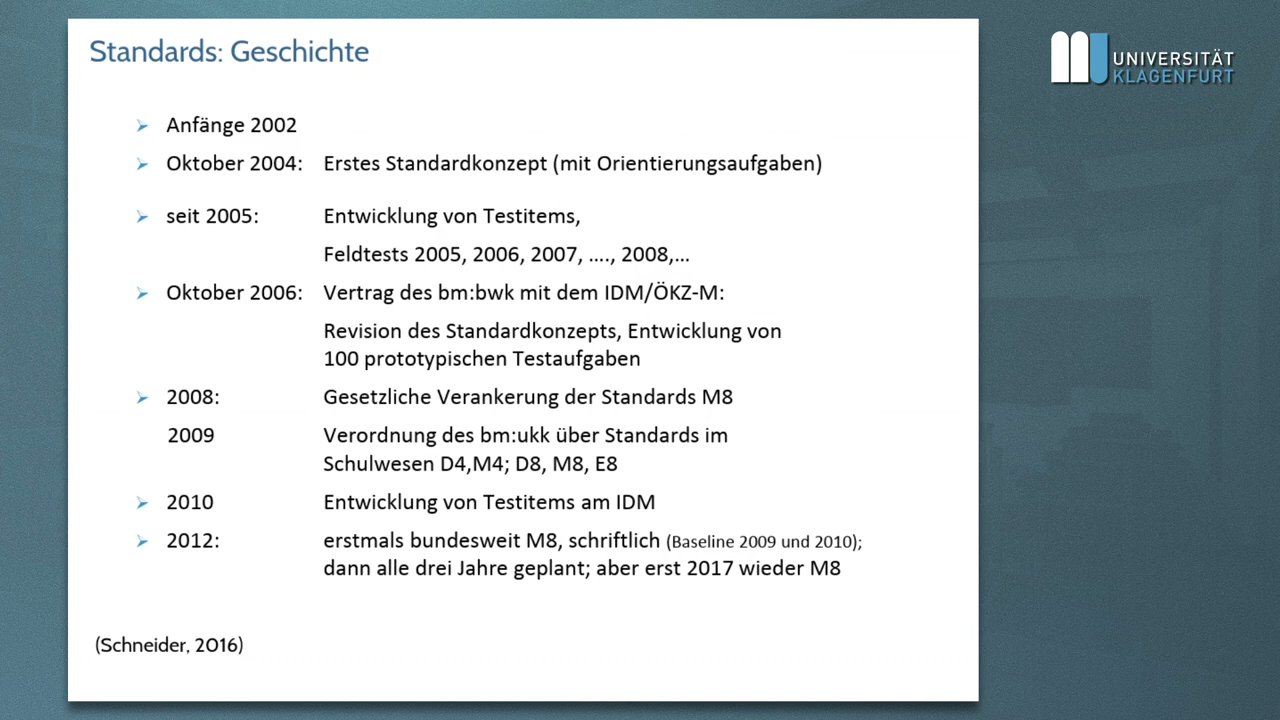 Standards: Geschichte
UNIVERSITÄT
KLAGENFURT
Anfänge 2002
Oktober 2004: Erstes Standardkonzept (mit Orientierungsaufgaben)
seit 2005: Entwicklung von Testitems,
Feldtests 2005, 2006, 2007, …., 2008,…
Oktober 2006: Vertrag des bm:bwk mit dem IDM/ÖKZ-M:
Revision des Standardkonzepts, Entwicklung von
100 prototypischen Testaufgaben
2008: Gesetzliche Verankerung der Standards M8
2009 Verordnung des bm:ukk über Standards im
Schulwesen D4,M4; D8, M8, E8
2010 Entwicklung von Testitems am IDM
2012: erstmals bundesweit M8, schriftlich (Baseline 2009 und 2010);
dann alle drei Jahre geplant; aber erst 2017 wieder M8
(Schneider, 2016)